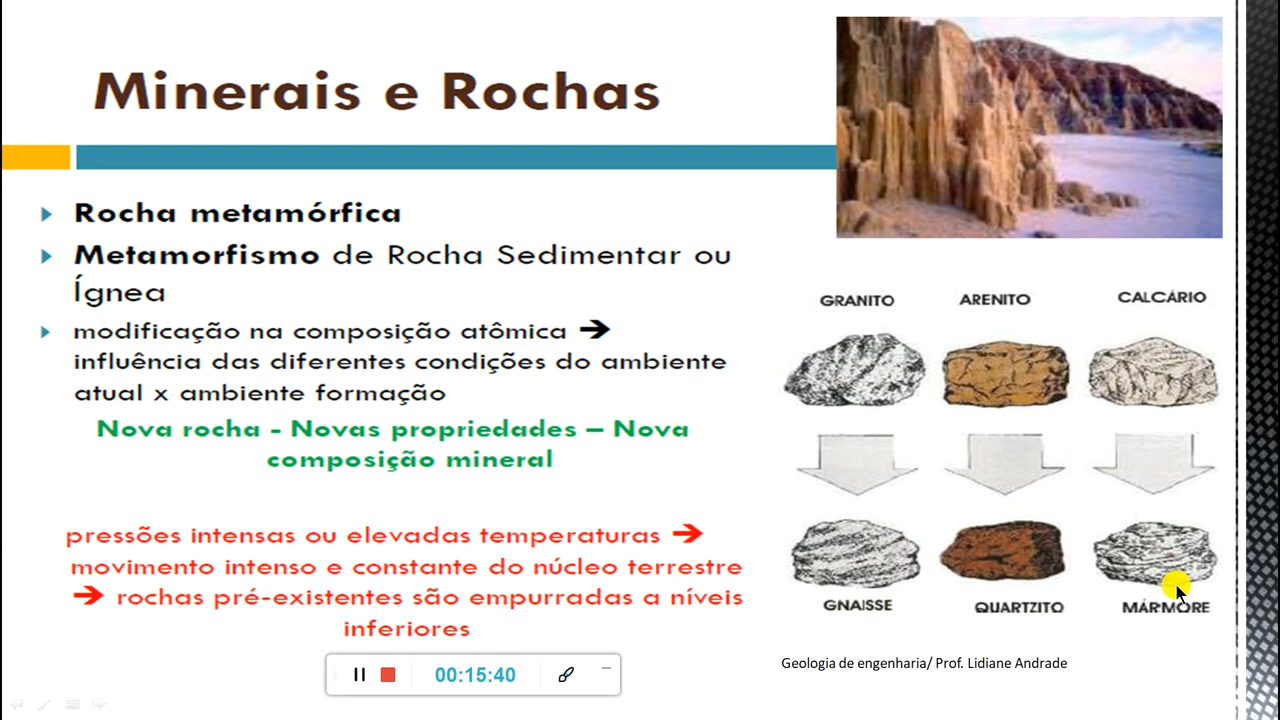 Minerais e Rochas
Rocha metamórfica
Metamorfismo de Rocha Sedimentar ou
Ígnea
modificação na composição atômica ➔
influência das diferentes condições do ambiente
atual x ambiente formação
Nova rocha - Novas propriedades – Nova
composição mineral
pressões intensas ou elevadas temperaturas ➔
movimento intenso e constante do núcleo terrestre
➔ rochas pré-existentes são empurradas a níveis
inferiores
GRANITO ARENITO CALCÁRIO
GNAISSE QUARTZITO MÁRMORE
Geologia de engenharia/ Prof. Lidiane Andrade
00:15:40